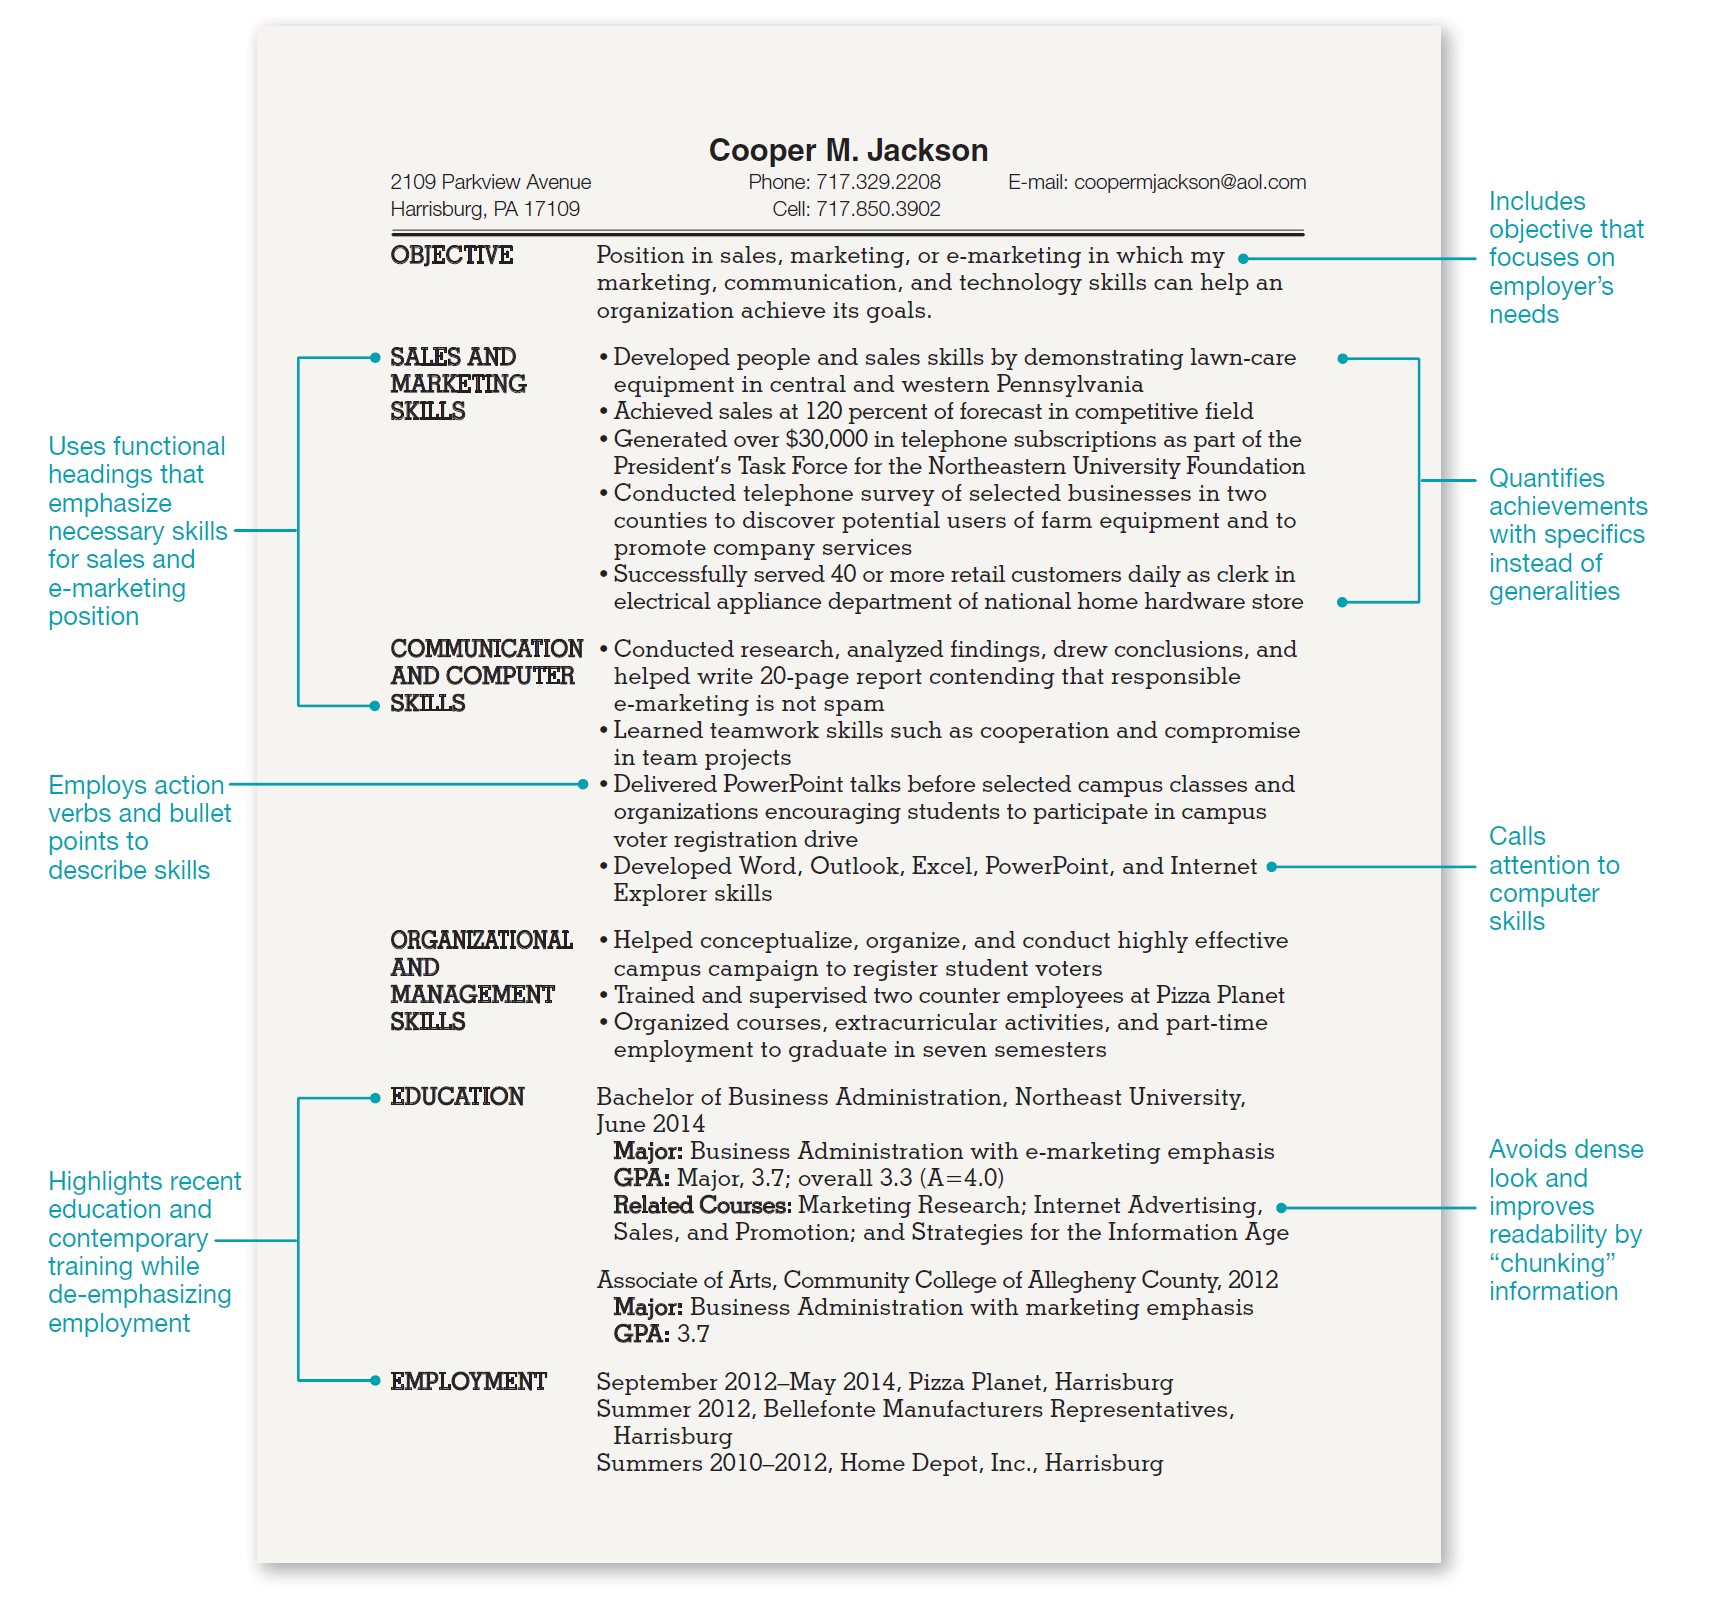 Cooper M. Jackson
2109 Parkview Avenue Phone: 717.329.2208 E-mail: coopermjackson@aol.com
Harrisburg, PA 17109 Cell: 717.850.3902
OBJECTIVE Position in sales, marketing, or e-marketing in which my
marketing, communication, and technology skills can help an
organization achieve its goals.
SALES AND
MARKETING
SKILLS
• Developed people and sales skills by demonstrating lawn-care
equipment in central and western Pennsylvania
• Achieved sales at 120 percent of forecast in competitive field
• Generated over $30,000 in telephone subscriptions as part of the
President's Task Force for the Northeastern University Foundation
• Conducted telephone survey of selected businesses in two
counties to discover potential users of farm equipment and to
promote company services
• Successfully served 40 or more retail customers daily as clerk in
electrical appliance department of national home hardware store
COMMUNICATION
AND COMPUTER
SKILLS
• Conducted research, analyzed findings, drew conclusions, and
helped write 20-page report contending that responsible
e-marketing is not spam
• Learned teamwork skills such as cooperation and compromise
in team projects
• Delivered PowerPoint talks before selected campus classes and
organizations encouraging students to participate in campus
voter registration drive
• Developed Word, Outlook, Excel, PowerPoint, and Internet
Explorer skills
ORGANIZATIONAL
AND
MANAGEMENT
SKILLS
• Helped conceptualize, organize, and conduct highly effective
campus campaign to register student voters
• Trained and supervised two counter employees at Pizza Planet
• Organized courses, extracurricular activities, and part-time
employment to graduate in seven semesters
EDUCATION Bachelor of Business Administration, Northeast University,
June 2014
Major: Business Administration with e-marketing emphasis
GPA: Major, 3.7; overall 3.3 (A=4.0)
Related Courses: Marketing Research; Internet Advertising,
Sales, and Promotion; and Strategies for the Information Age
Associate of Arts, Community College of Allegheny County, 2012
Major: Business Administration with marketing emphasis
GPA: 3.7
EMPLOYMENT September 2012–May 2014, Pizza Planet, Harrisburg
Summer 2012, Bellefonte Manufacturers Representatives,
Harrisburg
Summers 2010–2012, Home Depot, Inc., Harrisburg
Uses functional
headings that
emphasize
necessary skills
for sales and
e-marketing
position
Employs action
verbs and bullet
points to
describe skills
Highlights recent
education and
contemporary
training while
de-emphasizing
employment
Includes
objective that
focuses on
employer's
needs
Quantifies
achievements
with specifics
instead of
generalities
Calls
attention to
computer
skills
Avoids dense
look and
improves
readability by
“chunking”
information